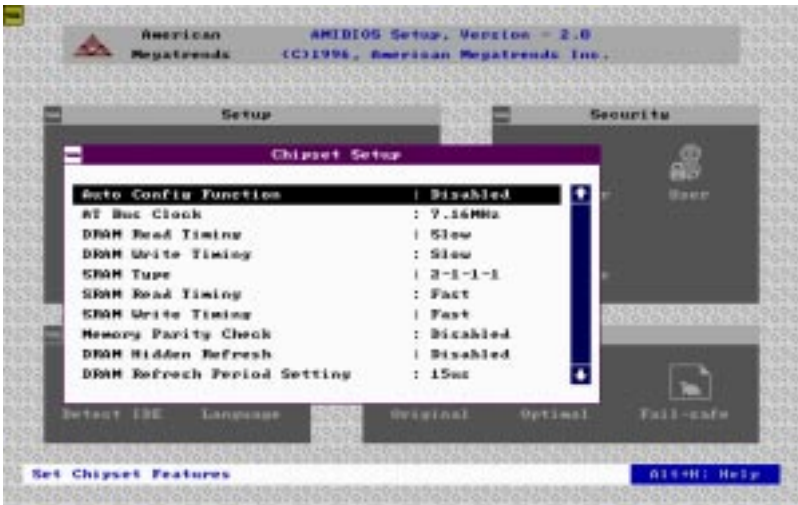 American
Megatrends
AMIBIOS Setup, Version - 2.0
(C)1996, American Megatrends Inc.
Setup
Security
Chipset Setup
Auto Config Function : Disabled
AT Bus Clock : 7.16MHz
DRAM Read Timing : Slow
DRAM Write Timing : Slow
SRAM Type : 2-1-1-1
SRAM Read Timing : Fast
SRAM Write Timing : Fast
Memory Parity Check : Disabled
DRAM Hidden Refresh : Disabled
DRAM Refresh Period Setting : 15us
User
Detect IDE
Language
Original
Optimal
Fail-safe
Set Chipset Features
Alt+H: Help